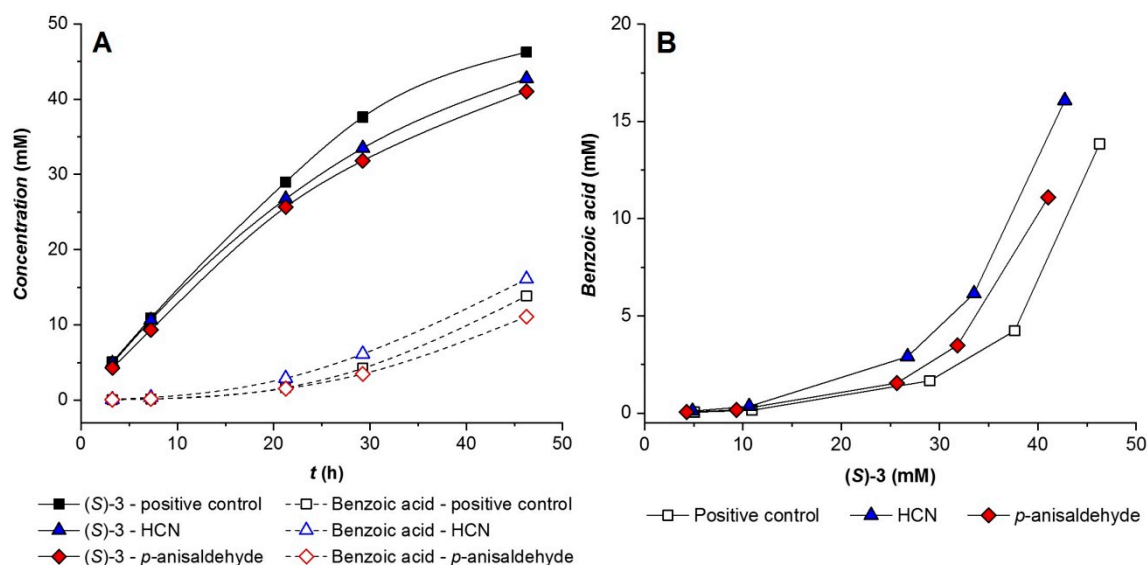 A
Concentration (mM)
50
40
30
20
10
0
0 10 20 30 40 50
t (h)
(S)-3 - positive control
(S)-3 - HCN
(S)-3 - p-anisaldehyde
Benzoic acid - positive control
Benzoic acid - HCN
Benzoic acid - p-anisaldehyde
B
Benzoic acid (mM)
20
15
10
5
0
0 10 20 30 40 50
(S)-3 (mM)
Positive control HCN p-anisaldehyde